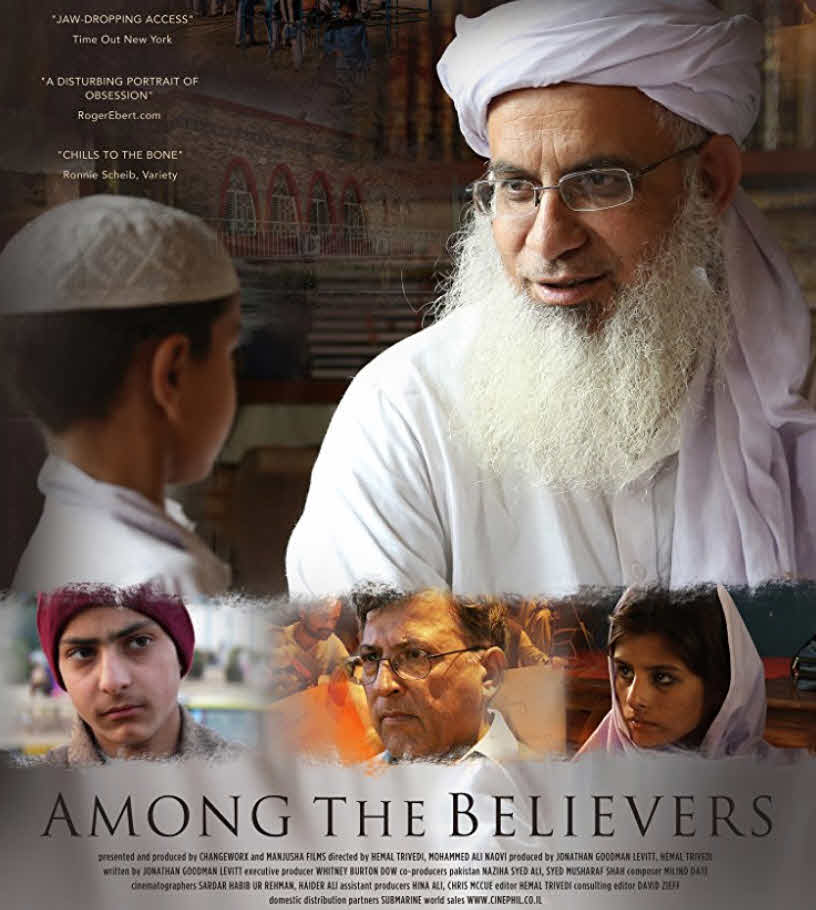 "JAW-DROPPING ACCESS"
Time Out New York
"A DISTURBING PORTRAIT OF
OBSESSION"
RogerEbert.com
"CHILLS TO THE BONE"
Ronnie Scheib, Variety
AMONG THE BELIEVERS
presented and produced by CHANGEWORX and MANJUSHA FILMS directed by HEMAL TRIVEDI, MOHAMMED ALI NAQVI produced by JONATHAN GOODMAN LEVITT, HEMAL TRIVEDI
written by JONATHAN GOODMAN LEVITT executive producer WHITNEY BURTON DOW co-producers pakistan NAZIHA SYED ALI, SYED MUSHARAF SHAH composer MILIND DATE
cinematographers SARDAR HABIB UR REHMAN, HAIDER ALI assistant producers HINA ALI, CHRIS MCCUE editor HEMAL TRIVEDI consulting editor DAVID ZIEFF
domestic distribution partners SUBMARINE world sales WWW.CINEPHIL.CO.IL